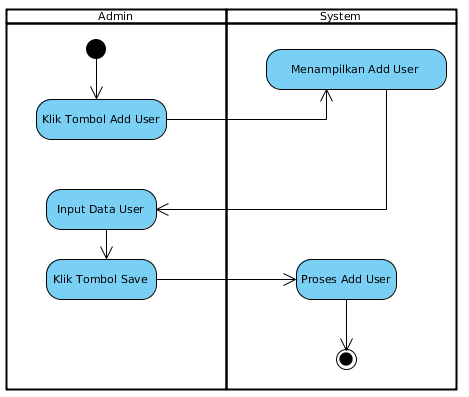 Admin
System
Menampilkan Add User
Klik Tombol Add User
Input Data User
Klik Tombol Save
Proses Add User